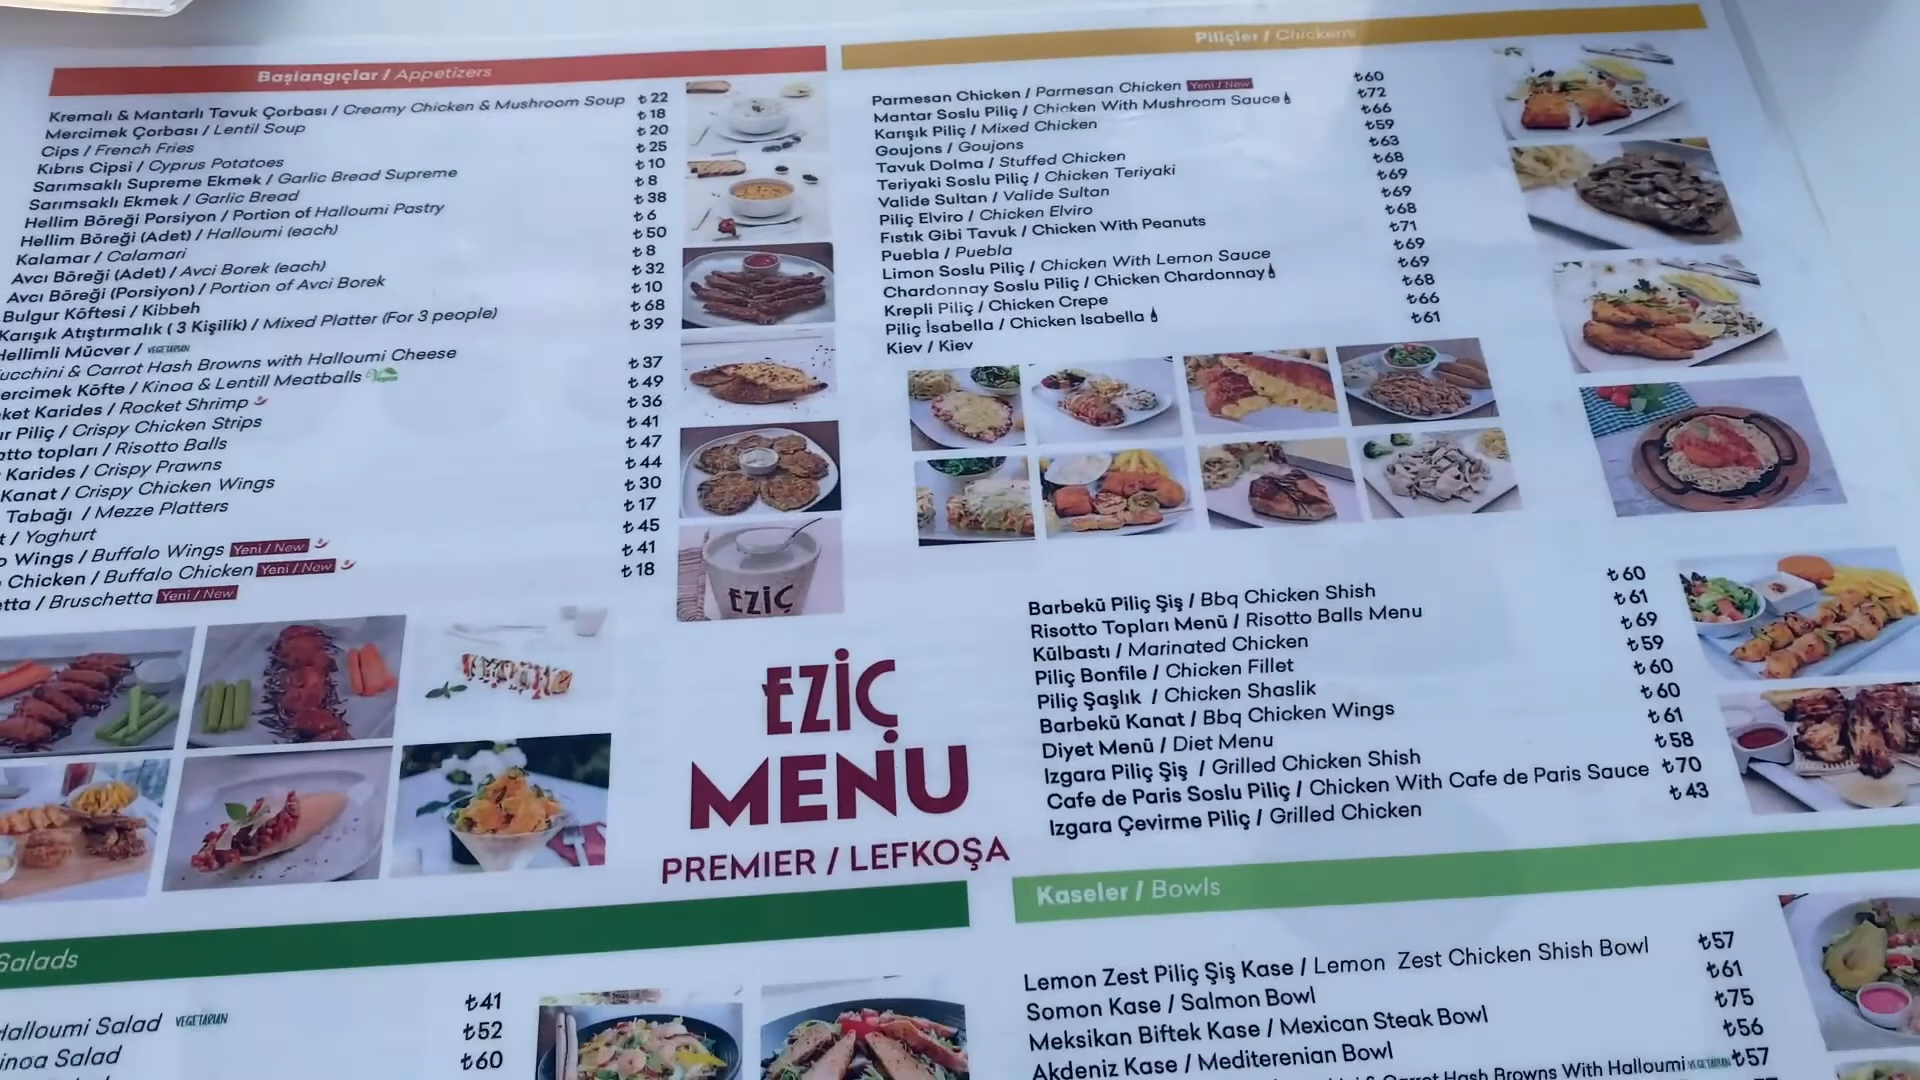 Başlangıçlar / Appetizers
Kremalı & Mantarlı Tavuk Çorbası / Creamy Chicken & Mushroom Soup ₺22
Mercimek Çorbası / Lentil Soup ₺18
Cips / French Fries ₺20
Kıbrıs Cipsi / Cyprus Potatoes ₺25
Sarımsaklı Supreme Ekmek / Garlic Bread Supreme ₺10
Sarımsaklı Ekmek / Garlic Bread ₺8
Hellim Böreği Porsiyon / Portion of Halloumi Pastry ₺38
Hellim Böreği (Adet) / Halloumi (each) ₺6
Kalamar / Calamari ₺50
Avcı Böreği (Adet) / Avci Borek (each) ₺8
Avcı Böreği (Porsiyon) / Portion of Avci Borek ₺32
Bulgur Köftesi / Kibbeh ₺10
Karışık Atıştırmalık ( 3 Kişilik) / Mixed Platter (For 3 people) ₺68
Hellimli Mücver / VEGETARIAN ₺39
ucchini & Carrot Hash Browns with Halloumi Cheese
ercimek Köfte / Kinoa & Lentill Meatballs Vegan ₺37
ket Karides / Rocket Shrimp ₺49
ır Piliç / Crispy Chicken Strips ₺36
otto topları / Risotto Balls ₺41
Karides / Crispy Prawns ₺47
Kanat / Crispy Chicken Wings ₺44
Tabağı / Mezze Platters ₺30
t / Yoghurt ₺17
o Wings / Buffalo Wings Yeni / New ₺45
Chicken / Buffalo Chicken Yeni / New ₺41
etta / Bruschetta Yeni / New ₺18
EZİÇ
EZİÇ
MENU
PREMIER / LEFKOŞA
Piliçler / Chickens
Parmesan Chicken / Parmesan Chicken Yeni / New ₺60
Mantar Soslu Piliç / Chicken With Mushroom Sauce ₺72
Karışık Piliç / Mixed Chicken ₺66
Goujons / Goujons ₺59
Tavuk Dolma / Stuffed Chicken ₺63
Teriyaki Soslu Piliç / Chicken Teriyaki ₺68
Valide Sultan / Valide Sultan ₺69
Piliç Elviro / Chicken Elviro ₺69
Fıstık Gibi Tavuk / Chicken With Peanuts ₺68
Puebla / Puebla ₺71
Limon Soslu Piliç / Chicken With Lemon Sauce ₺69
Chardonnay Soslu Piliç / Chicken Chardonnay ₺69
Krepli Piliç / Chicken Crepe ₺68
Piliç İsabella / Chicken Isabella ₺66
Kiev / Kiev ₺61
Barbekü Piliç Şiş / Bbq Chicken Shish ₺60
Risotto Topları Menü / Risotto Balls Menu ₺61
Külbastı / Marinated Chicken ₺69
Piliç Bonfile / Chicken Fillet ₺59
Piliç Şaşlık / Chicken Shaslik ₺60
Barbekü Kanat / Bbq Chicken Wings ₺60
Diyet Menü / Diet Menu ₺61
Izgara Piliç Şiş / Grilled Chicken Shish ₺58
Cafe de Paris Soslu Piliç / Chicken With Cafe de Paris Sauce ₺70
Izgara Çevirme Piliç / Grilled Chicken ₺43
Salads
Halloumi Salad VEGETARIAN ₺41
inoa Salad ₺52
₺60
Kaseler / Bowls
Lemon Zest Piliç Şiş Kase / Lemon Zest Chicken Shish Bowl ₺57
Somon Kase / Salmon Bowl ₺61
Meksikan Biftek Kase / Mexican Steak Bowl ₺75
Akdeniz Kase / Mediterenian Bowl ₺56
Carrot Hash Browns With Halloumi VEGETARIAN ₺57